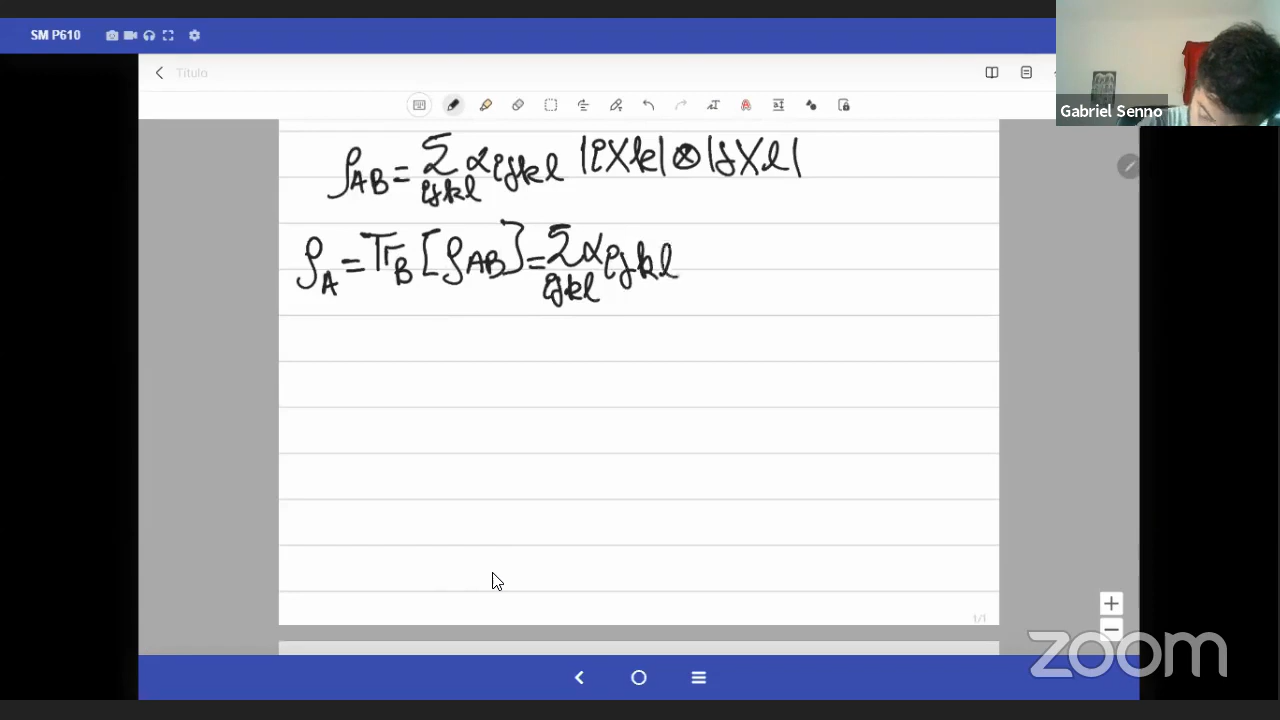 SM P610
Título
Gabriel Senno
ρ_AB = Σ_ijkl α_ijkl |i⟩⟨k| ⊗ |j⟩⟨l|
ρ_A = Tr_B [ρ_AB] = Σ_ijkl α_ijkl
1/1
zoom